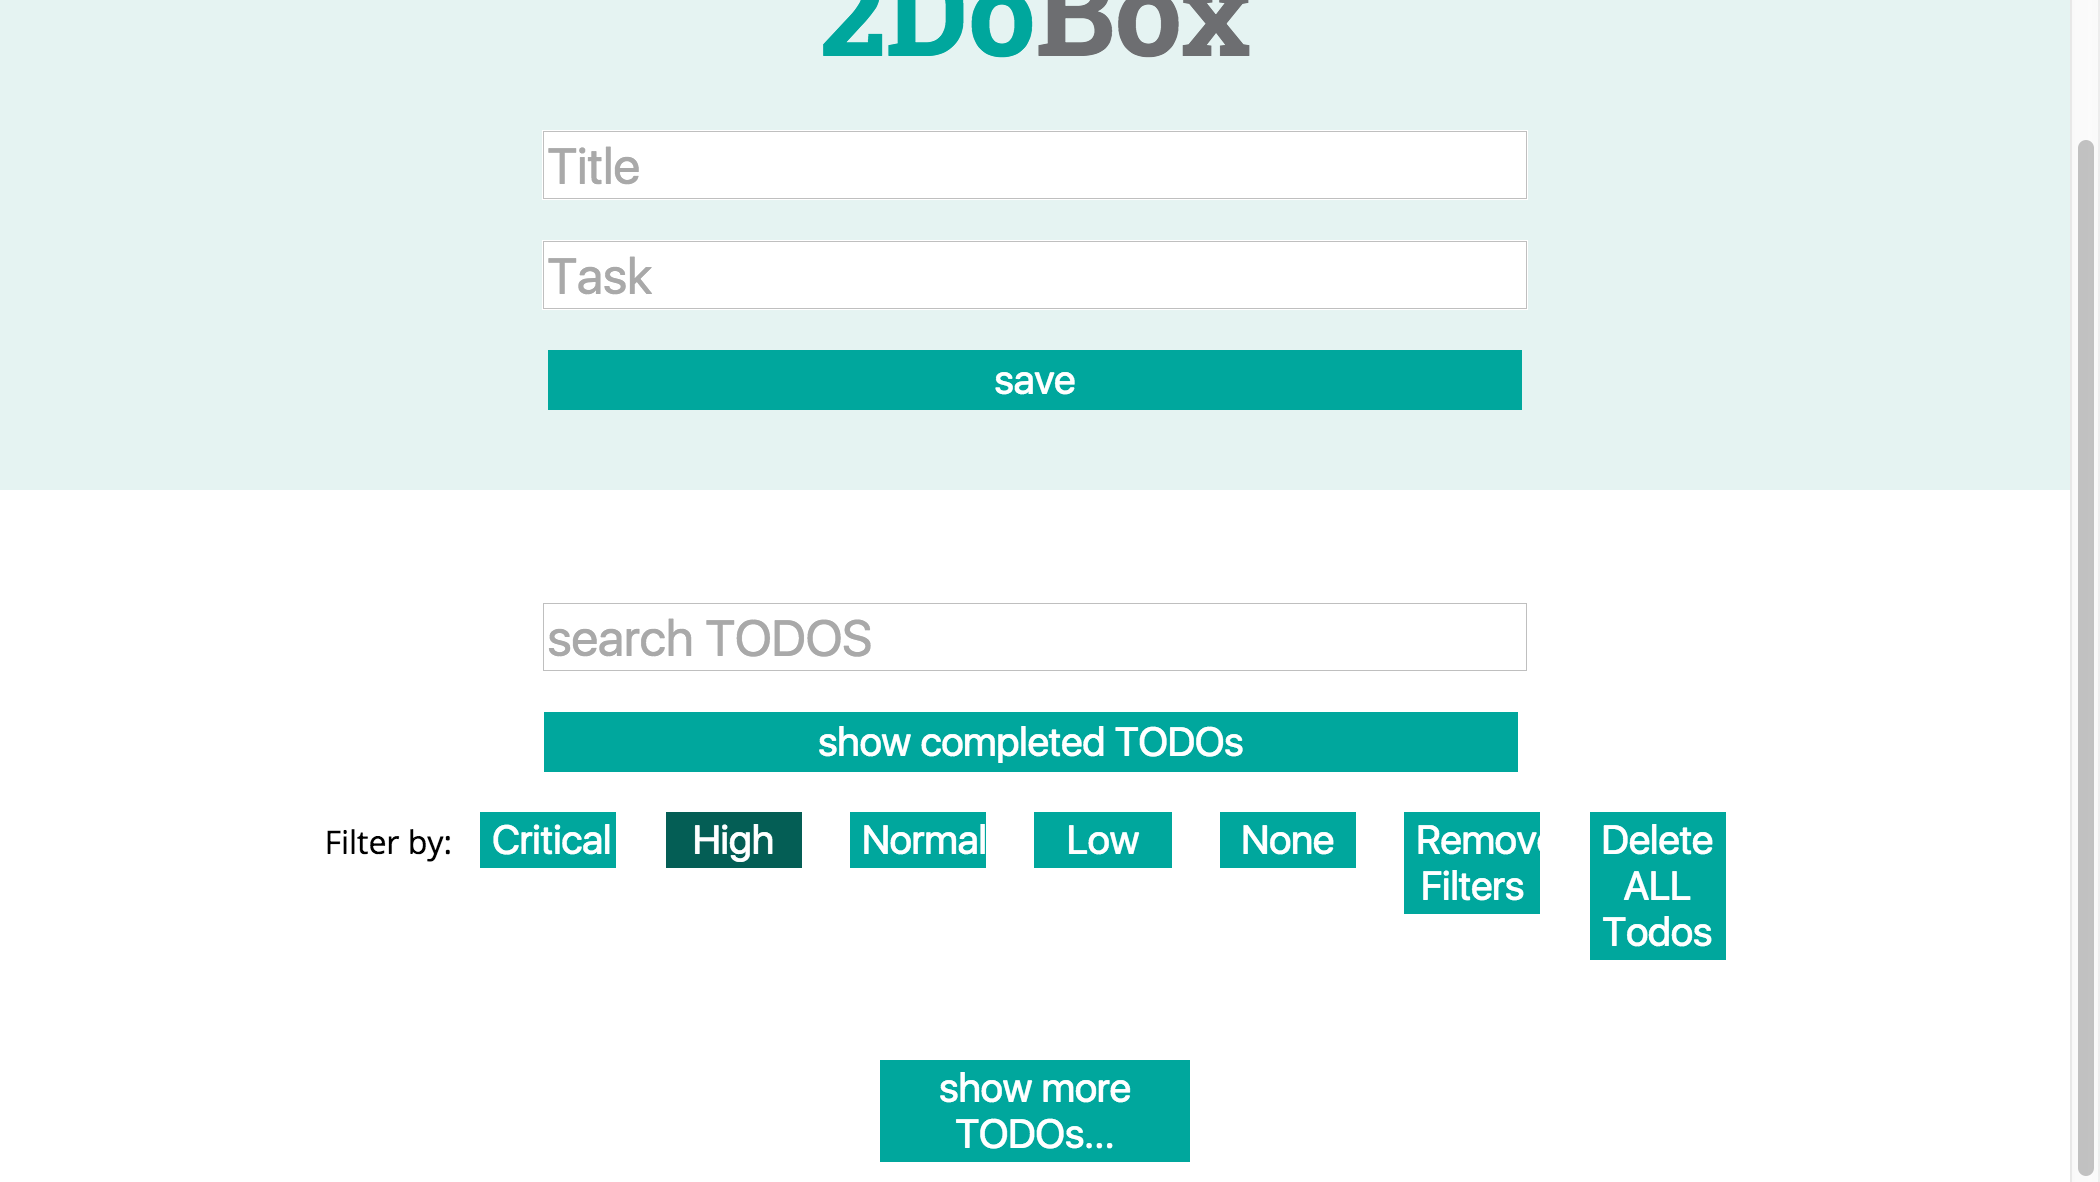 2DoBox
Title
Task
save
search TODOS
show completed TODOs
Filter by: Critical High Normal Low None Remove Delete
Filters ALL
Todos
show more
TODOs...